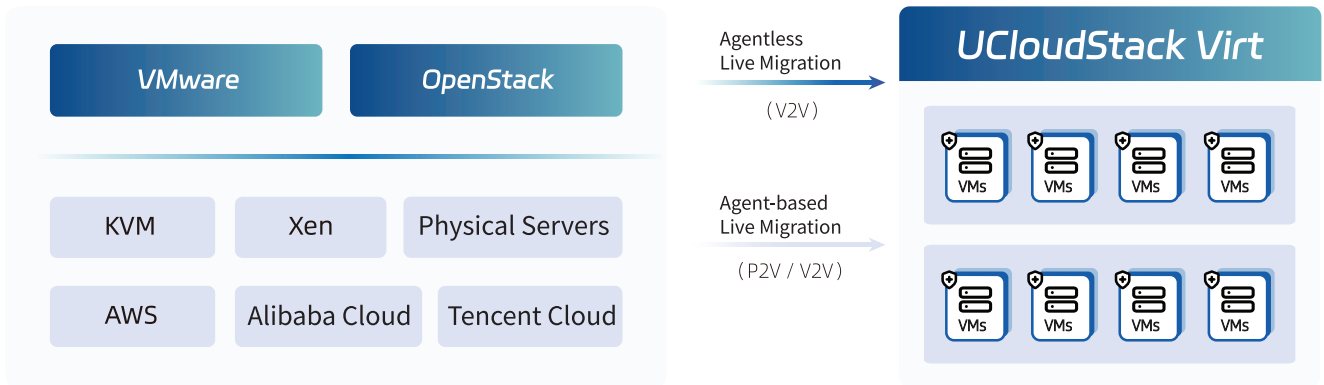 VMware
OpenStack
KVM
Xen
Physical Servers
AWS
Alibaba Cloud
Tencent Cloud
Agentless
Live Migration
(V2V)
Agent-based
Live Migration
(P2V / V2V)
UCloudStack Virt
VMs
VMs
VMs
VMs
VMs
VMs
VMs
VMs